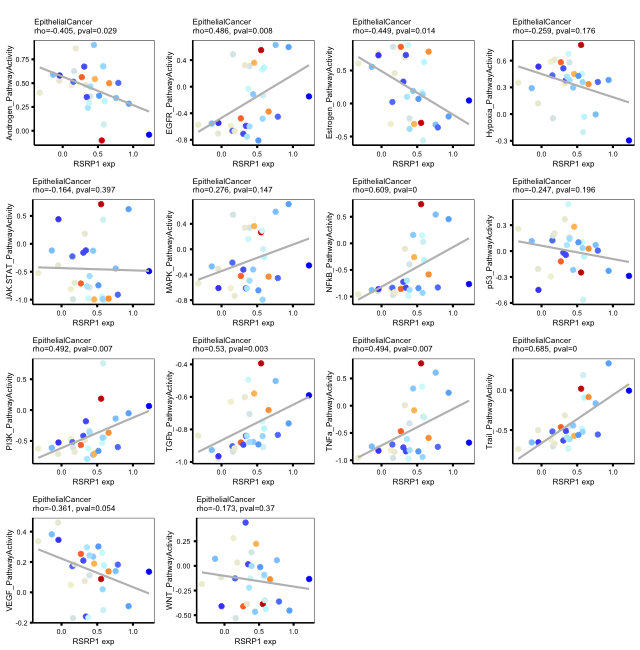 EpithelialCancer
rho=-0.405, pval=0.029
Androgen_PathwayActivity
0.75
0.50
0.25
0.00
0.0
0.5
1.0
RSRP1 exp
EpithelialCancer
rho=0.486, pval=0.008
EGFR_PathwayActivity
0.4
0.0
-0.4
-0.8
0.0
0.5
1.0
RSRP1 exp
EpithelialCancer
rho=-0.449, pval=0.014
Estrogen_PathwayActivity
0.5
0.0
-0.5
0.0
0.5
1.0
RSRP1 exp
EpithelialCancer
rho=-0.259, pval=0.176
Hypoxia_PathwayActivity
0.6
0.3
0.0
-0.3
0.0
0.5
1.0
RSRP1 exp
EpithelialCancer
rho=-0.164, pval=0.397
JAK.STAT_PathwayActivity
0.5
0.0
-0.5
-1.0
0.0
0.5
1.0
RSRP1 exp
EpithelialCancer
rho=0.276, pval=0.147
MAPK_PathwayActivity
0.4
0.0
-0.4
-0.8
0.0
0.5
1.0
RSRP1 exp
EpithelialCancer
rho=0.609, pval=0
NFkB_PathwayActivity
0.5
0.0
-0.5
-1.0
0.0
0.5
1.0
RSRP1 exp
EpithelialCancer
rho=-0.247, pval=0.196
p53_PathwayActivity
0.3
0.0
-0.3
-0.6
0.0
0.5
1.0
RSRP1 exp
EpithelialCancer
rho=0.492, pval=0.007
PI3K_PathwayActivity
0.5
0.0
-0.5
0.0
0.5
1.0
RSRP1 exp
EpithelialCancer
rho=0.53, pval=0.003
TGFb_PathwayActivity
-0.4
-0.6
-0.8
-1.0
0.0
0.5
1.0
RSRP1 exp
EpithelialCancer
rho=0.494, pval=0.007
TNFa_PathwayActivity
0.5
0.0
-0.5
-1.0
0.0
0.5
1.0
RSRP1 exp
EpithelialCancer
rho=0.685, pval=0
Trail_PathwayActivity
0.0
-0.5
0.0
0.5
1.0
RSRP1 exp
EpithelialCancer
rho=-0.361, pval=0.054
VEGF_PathwayActivity
0.4
0.2
0.0
-0.2
0.0
0.5
1.0
RSRP1 exp
EpithelialCancer
rho=-0.173, pval=0.37
WNT_PathwayActivity
0.25
0.00
-0.25
-0.50
0.0
0.5
1.0
RSRP1 exp